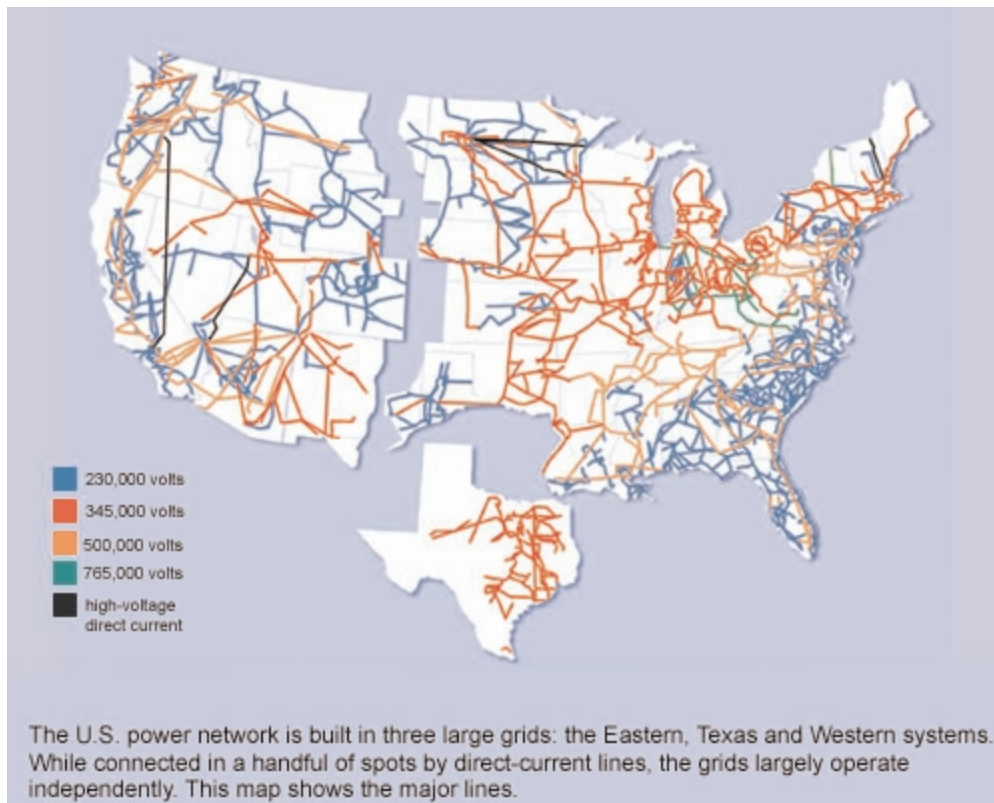 230,000 volts
345,000 volts
500,000 volts
765,000 volts
high-voltage
direct current
The U.S. power network is built in three large grids: the Eastern, Texas and Western systems.
While connected in a handful of spots by direct-current lines, the grids largely operate
independently. This map shows the major lines.